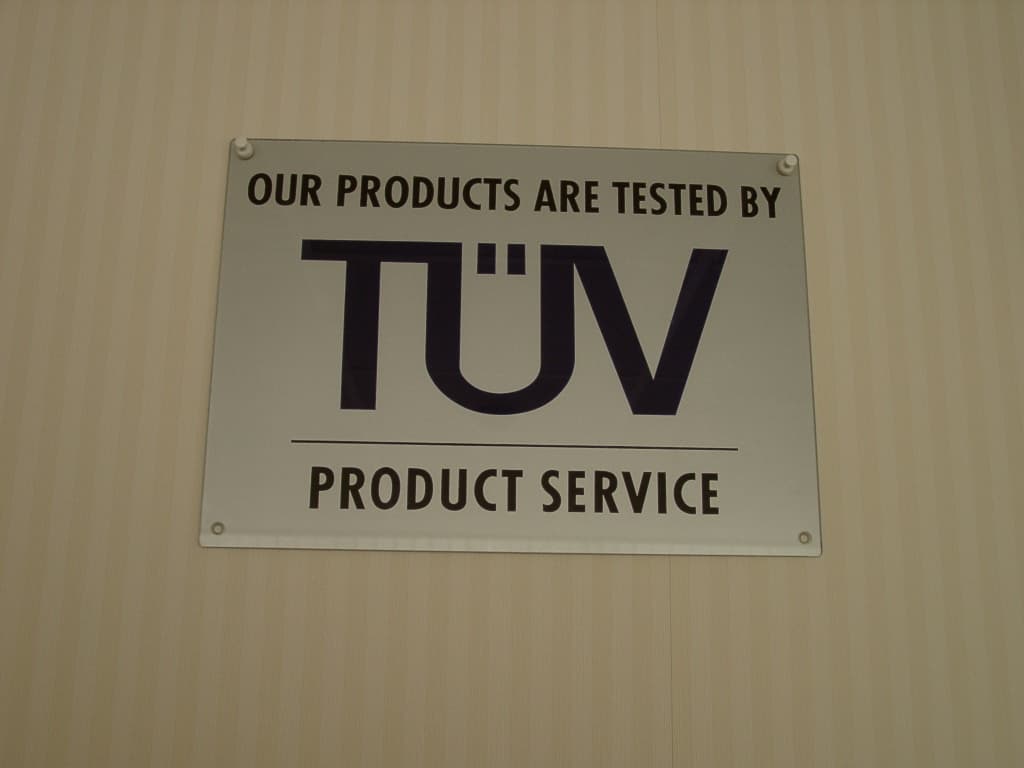 OUR PRODUCTS ARE TESTED BY
TÜV
PRODUCT SERVICE